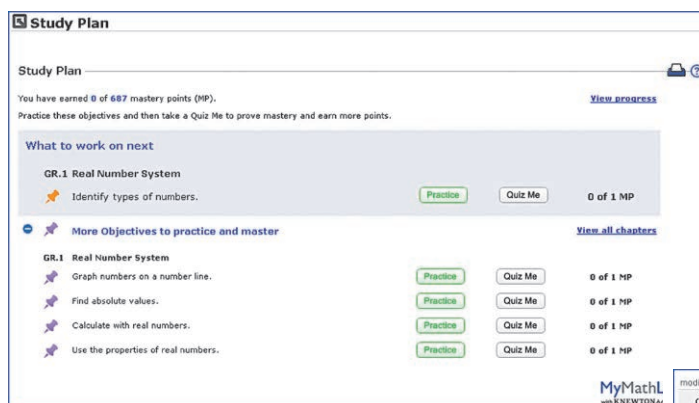 Study Plan
Study Plan
You have earned 0 of 687 mastery points (MP). View progress
Practice these objectives and then take a Quiz Me to prove mastery and earn more points.
What to work on next
GR.1 Real Number System
Identify types of numbers. Practice Quiz Me 0 of 1 MP
More Objectives to practice and master View all chapters
GR.1 Real Number System
Graph numbers on a number line. Practice Quiz Me 0 of 1 MP
Find absolute values. Practice Quiz Me 0 of 1 MP
Calculate with real numbers. Practice Quiz Me 0 of 1 MP
Use the properties of real numbers. Practice Quiz Me 0 of 1 MP
MyMathL